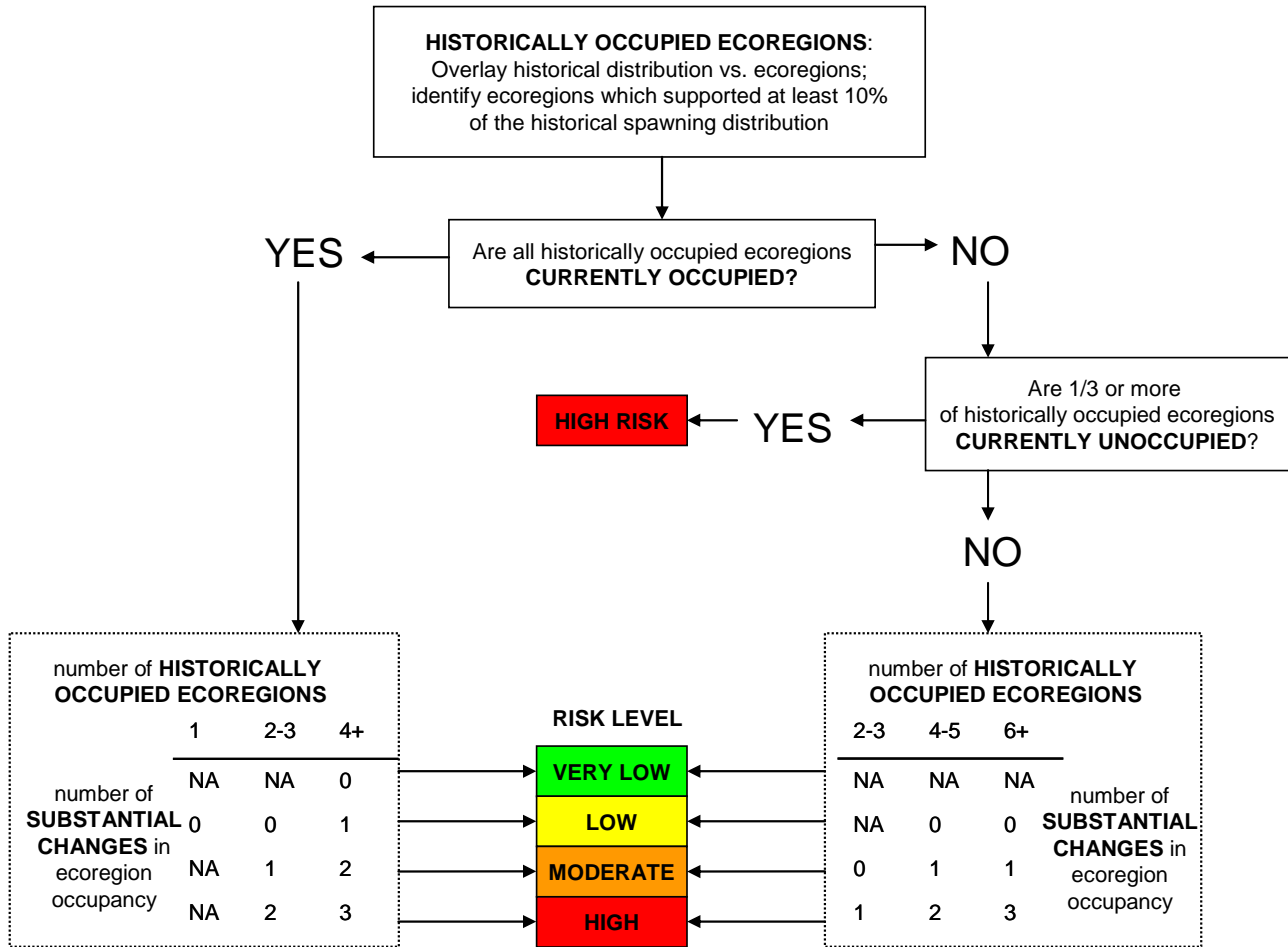 HISTORICALLY OCCUPIED ECOREGIONS:
Overlay historical distribution vs. ecoregions;
identify ecoregions which supported at least 10%
of the historical spawning distribution
YES
Are all historically occupied ecoregions
CURRENTLY OCCUPIED?
NO
Are 1/3 or more
of historically occupied ecoregions
CURRENTLY UNOCCUPIED?
YES
HIGH RISK
NO
number of HISTORICALLY
OCCUPIED ECOREGIONS
1 2-3 4+
NA NA 0
0 0 1
NA 1 2
NA 2 3
number of
SUBSTANTIAL
CHANGES in
ecoregion
occupancy
RISK LEVEL
VERY LOW
LOW
MODERATE
HIGH
number of HISTORICALLY
OCCUPIED ECOREGIONS
2-3 4-5 6+
NA NA NA
NA 0 0
0 1 1
1 2 3
number of
SUBSTANTIAL
CHANGES in
ecoregion
occupancy